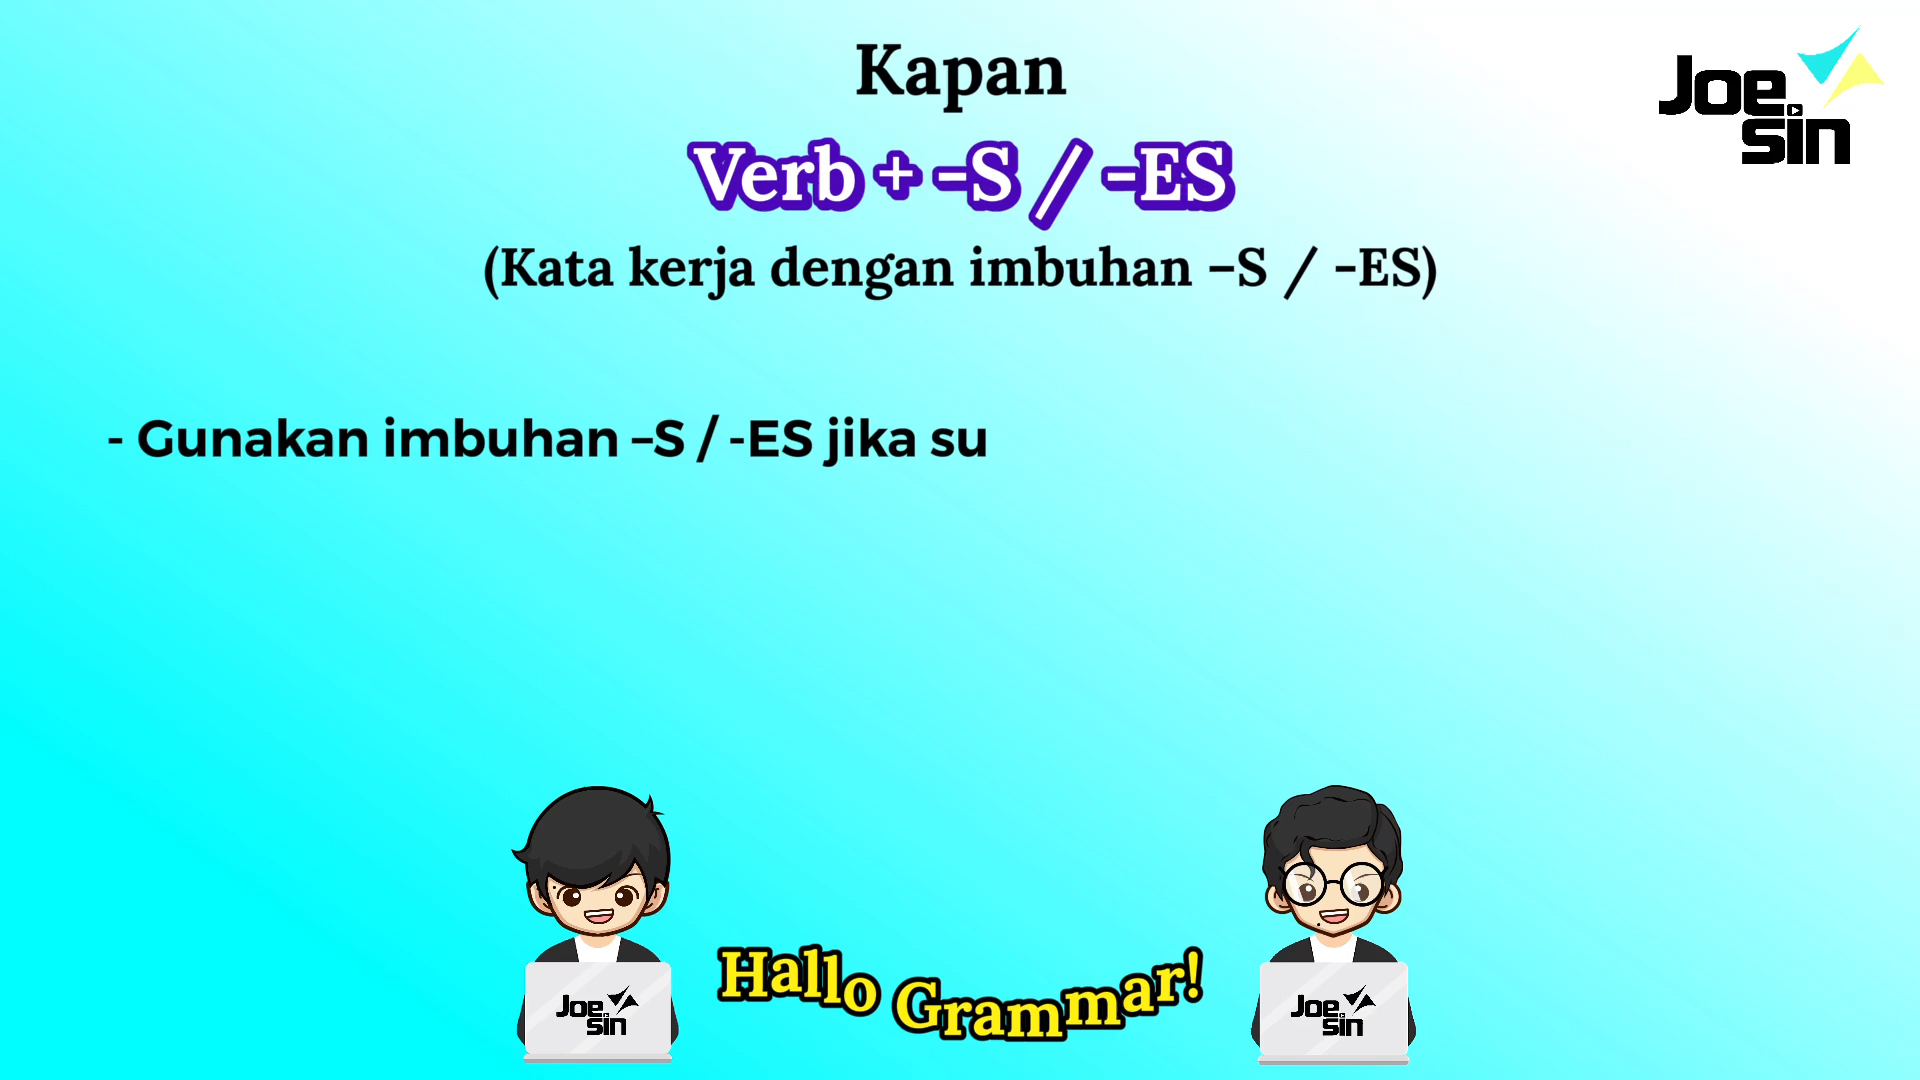 Kapan
Joe
sin
Verb + -S / -ES
(Kata kerja dengan imbuhan –S / -ES)
- Gunakan imbuhan –S / -ES jika su
Hallo Grammar!
Joe
sin
Joe
sin